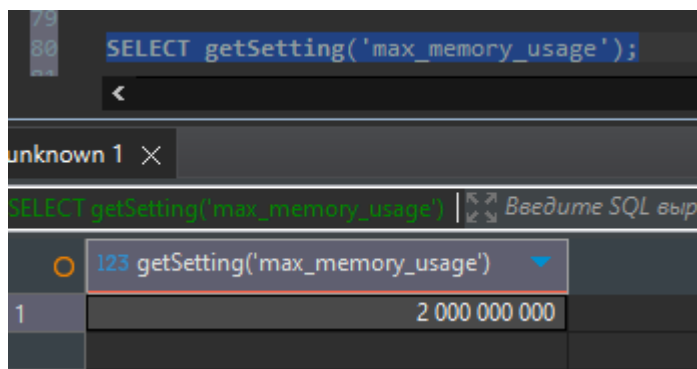 79
80 SELECT getSetting('max_memory_usage');
81
unknown 1
SELECT getSetting('max_memory_usage') Введите SQL выр
123 getSetting('max_memory_usage')
1 2 000 000 000